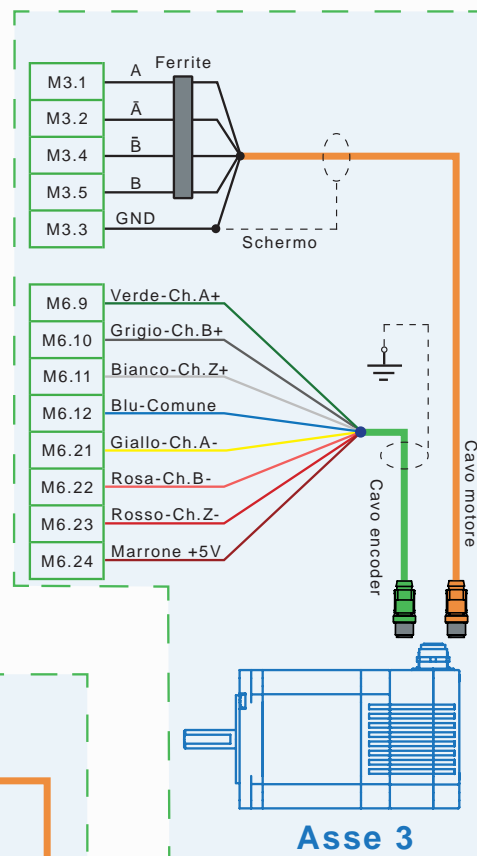 Ferrite
M3.1 A
M3.2 Ā
M3.4 B̄
M3.5 B
M3.3 GND
Schermo
M6.9 Verde-Ch.A+
M6.10 Grigio-Ch.B+
M6.11 Bianco-Ch.Z+
M6.12 Blu-Comune
M6.21 Giallo-Ch.A-
M6.22 Rosa-Ch.B-
M6.23 Rosso-Ch.Z-
M6.24 Marrone +5V
Cavo encoder
Cavo motore
Asse 3